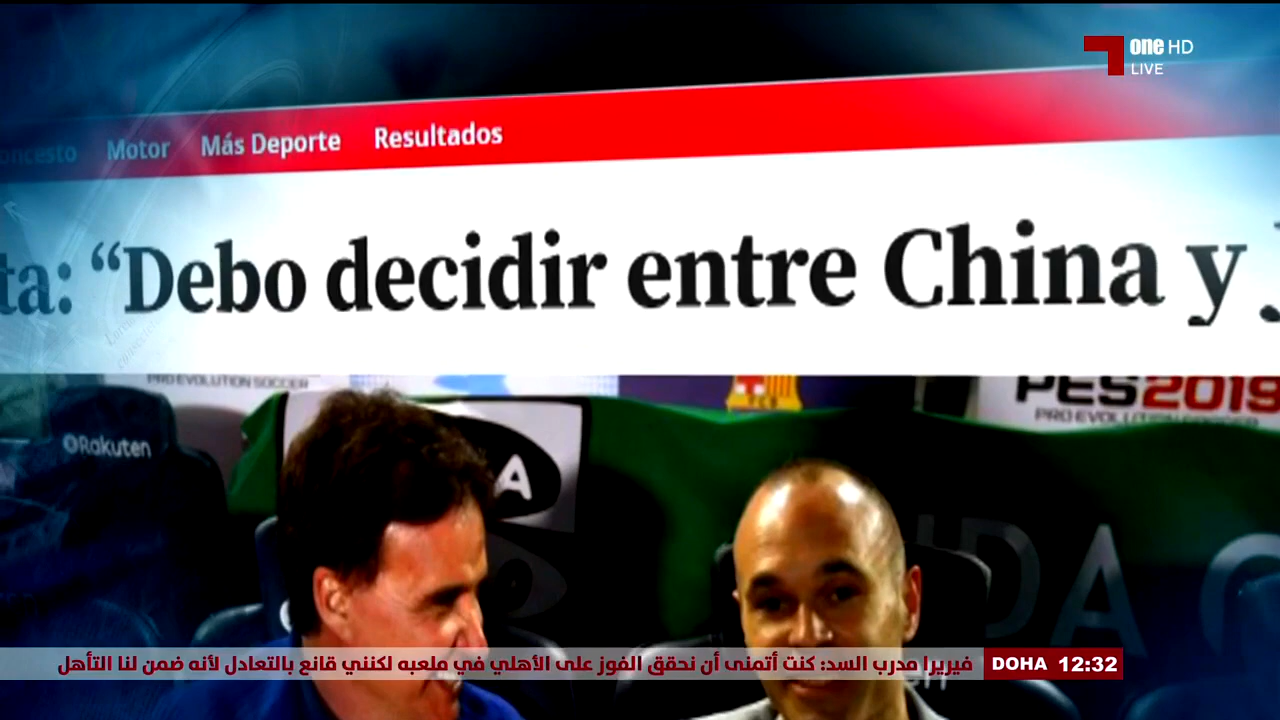 one HD
LIVE
Motor Más Deporte Resultados
ta: “Debo decidir entre China y
PRO EVOLUTION SOCCER
PES2019
PRO EVOLUTION SOCCER
Rakuten
FCB
فيريرا مدرب السد: كنت أتمنى أن نحقق الفوز على الأهلي في ملعبه لكنني قانع بالتعادل لأنه ضمن لنا التأهل
DOHA 12:32